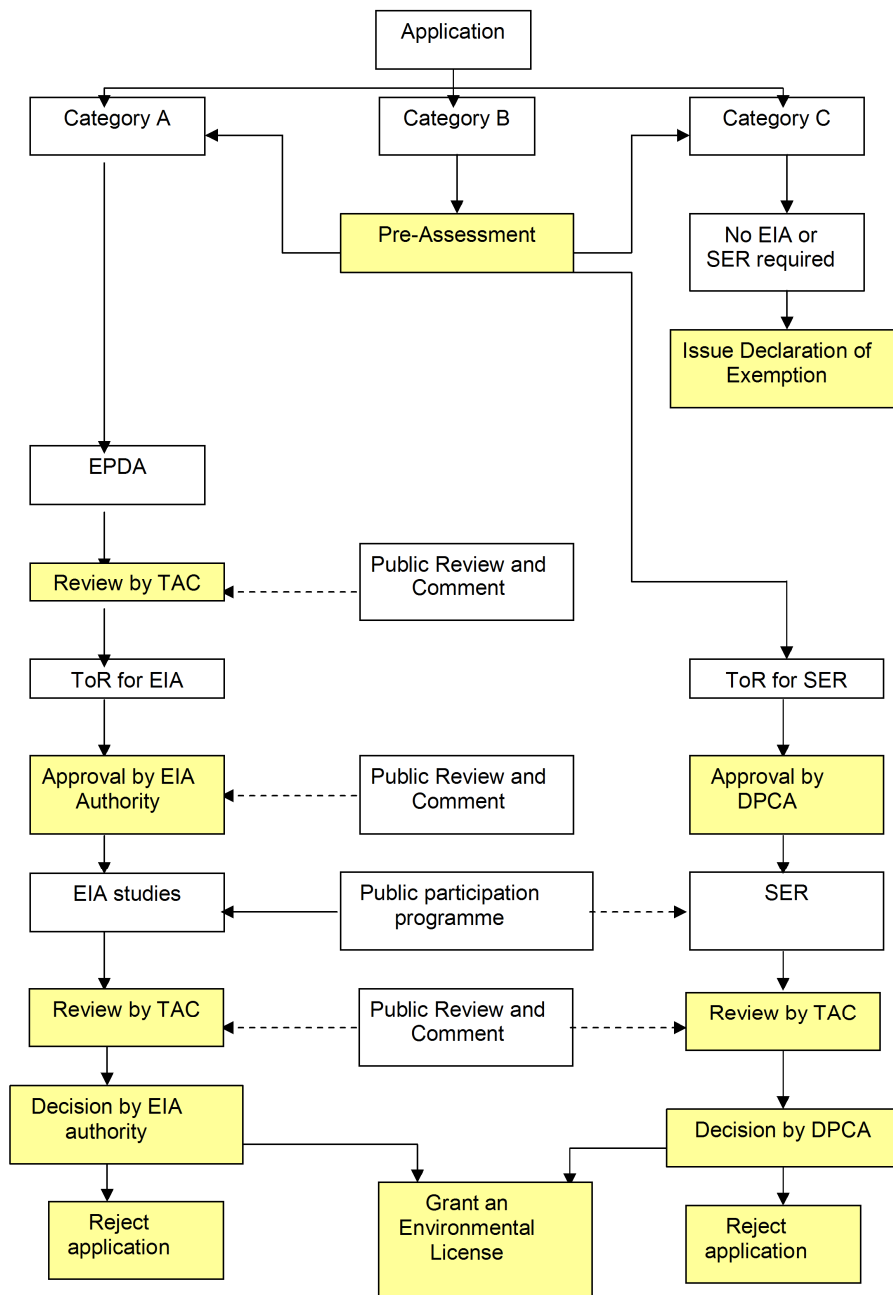 Application
Category A
Category B
Category C
Pre-Assessment
No EIA or
SER required
Issue Declaration of
Exemption
EPDA
Review by TAC
Public Review and
Comment
ToR for EIA
ToR for SER
Approval by EIA
Authority
Public Review and
Comment
Approval by
DPCA
EIA studies
Public participation
programme
SER
Review by TAC
Public Review and
Comment
Review by TAC
Decision by EIA
authority
Decision by DPCA
Reject
application
Grant an
Environmental
License
Reject
application